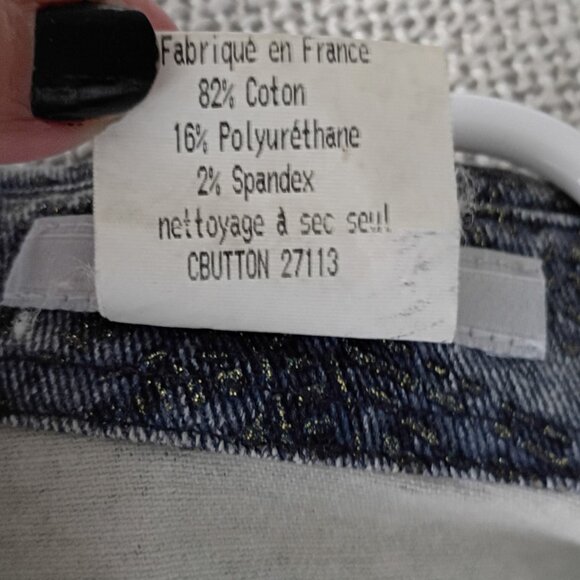 Fabriqué en France
82% Coton
16% Polyuréthane
2% Spandex
nettoyage à sec seul
CBUTTON 27113